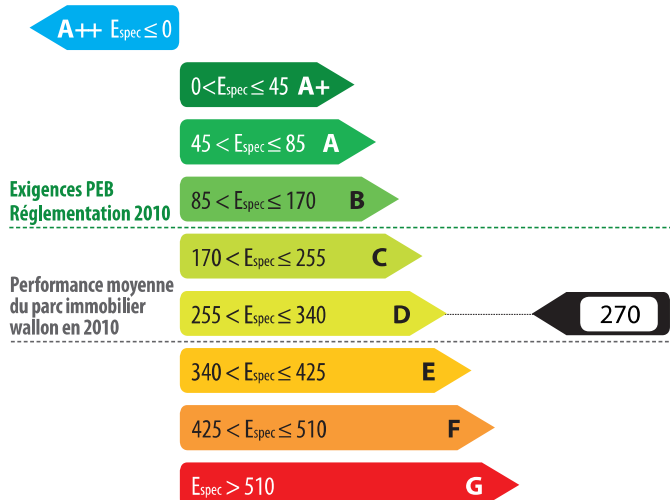 A++ Espec ≤ 0
0<Espec ≤ 45 A+
45 < Espec ≤ 85 A
Exigences PEB
Réglementation 2010
85 < Espec ≤ 170 B
170 < Espec ≤ 255 C
Performance moyenne
du parc immobilier
wallon en 2010
255 < Espec ≤ 340 D
270
340 < Espec ≤ 425 E
425 < Espec ≤ 510 F
Espec > 510 G